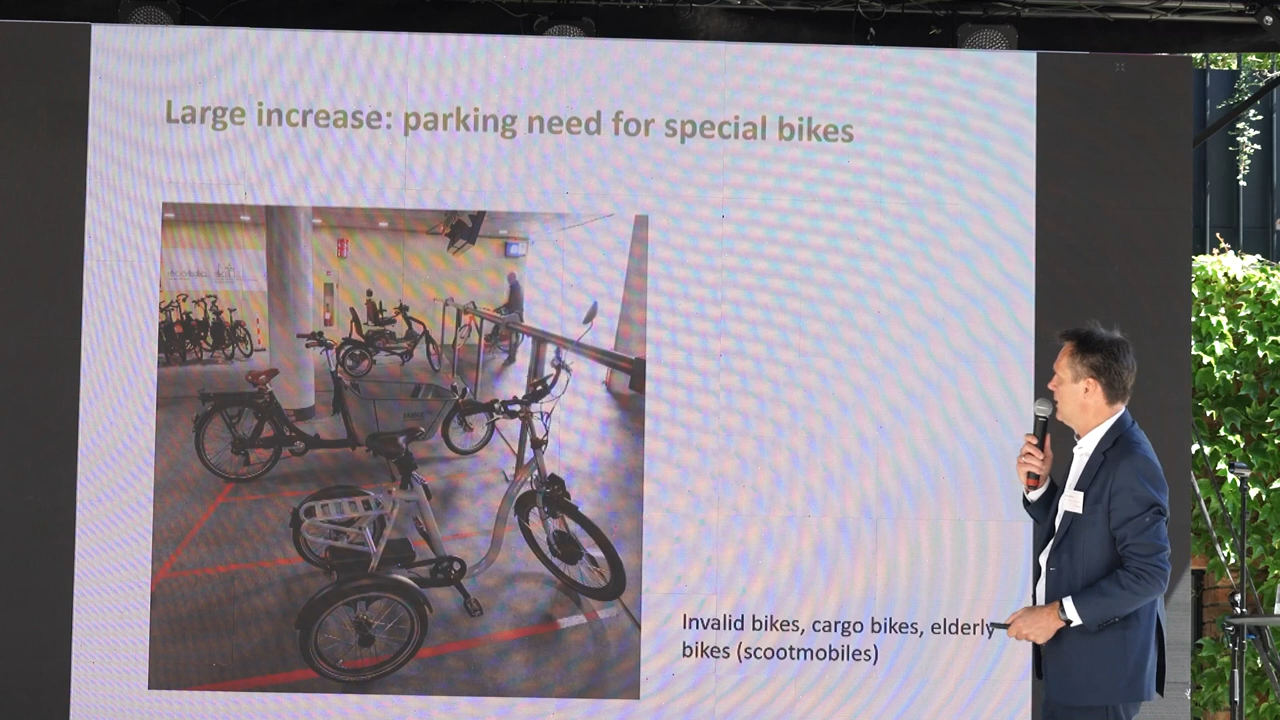 Large increase: parking need for special bikes
Invalid bikes, cargo bikes, elderly
bikes (scootmobiles)